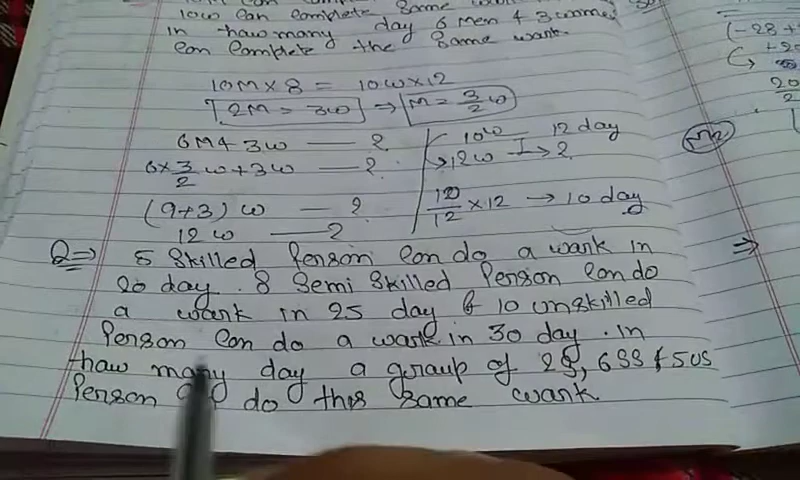 10W can complete same
in how many day 6 Men & 3 women
can complete the same work.
10M × 8 = 10W × 12
2M = 3W → M = 3/2 W
6M + 3W — ?
10W — 12 day
6 × 3/2 W + 3W — ?
12W — ?
(9+3) W — ?
120/12 × 12 → 10 day
12 W — ?
Q ⇒ 5 Skilled Person Can do a work in
20 day . 8 Semi Skilled Person Can do
a work in 25 day & 10 unskilled
Person Can do a work in 30 day . in
how many day a group of 2S, 6SS & 5US
Person do this same work